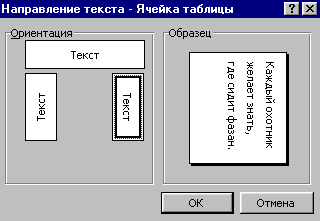 Направление текста - Ячейка таблицы
Ориентация
Текст
Текст
Текст
Образец
Каждый охотник
желает знать,
где сидит фазан.
OK
Отмена